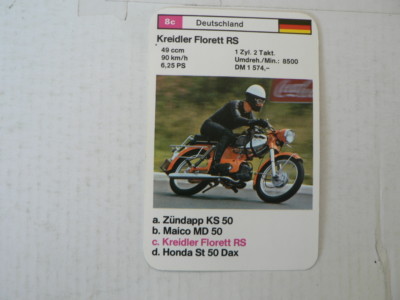 Bc Deutschland
Kreidler Florett RS
49 ccm
90 km/h
6,25 PS
1 Zyl. 2 Takt.
Umdreh./Min.: 8500
DM 1 574,–
a. Zündapp KS 50
b. Maico MD 50
c. Kreidler Florett RS
d. Honda St 50 Dax